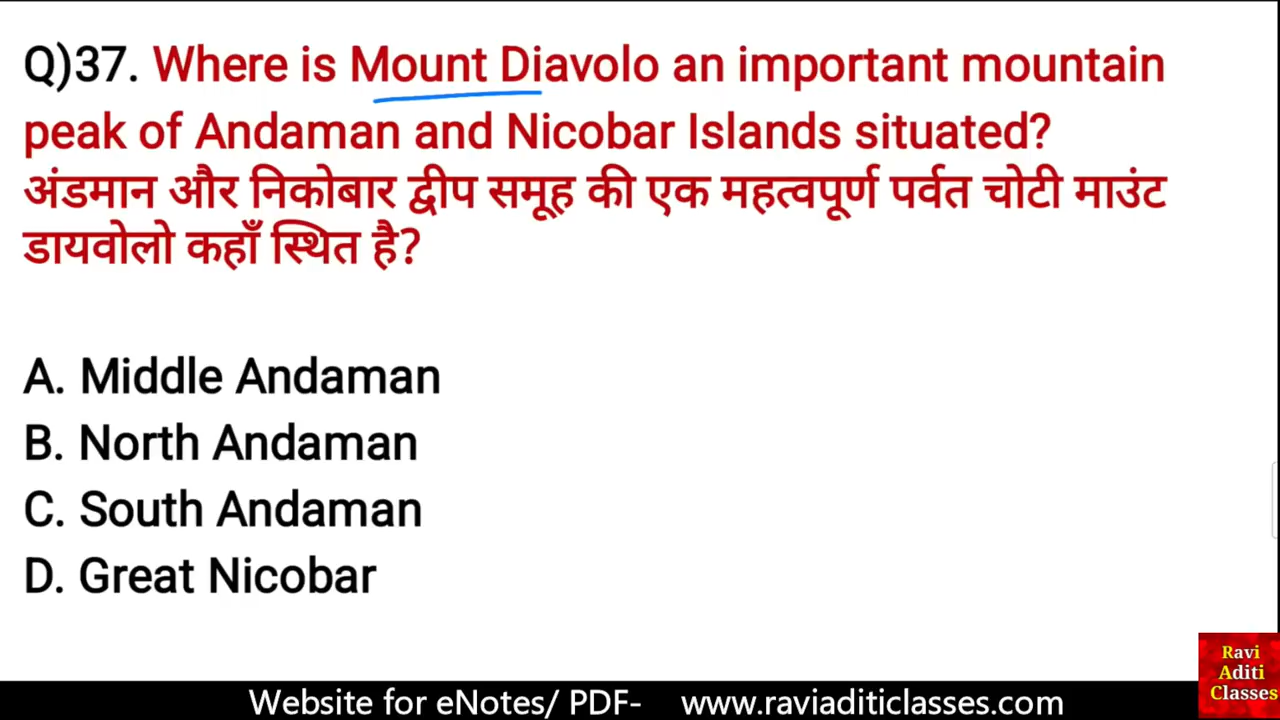 Q)37. Where is Mount Diavolo an important mountain
peak of Andaman and Nicobar Islands situated?
अंडमान और निकोबार द्वीप समूह की एक महत्वपूर्ण पर्वत चोटी माउंट
डायवोलो कहाँ स्थित है?
A. Middle Andaman
B. North Andaman
C. South Andaman
D. Great Nicobar
Ravi
Aditi
Classes
Website for eNotes/ PDF- www.raviaditiclasses.com